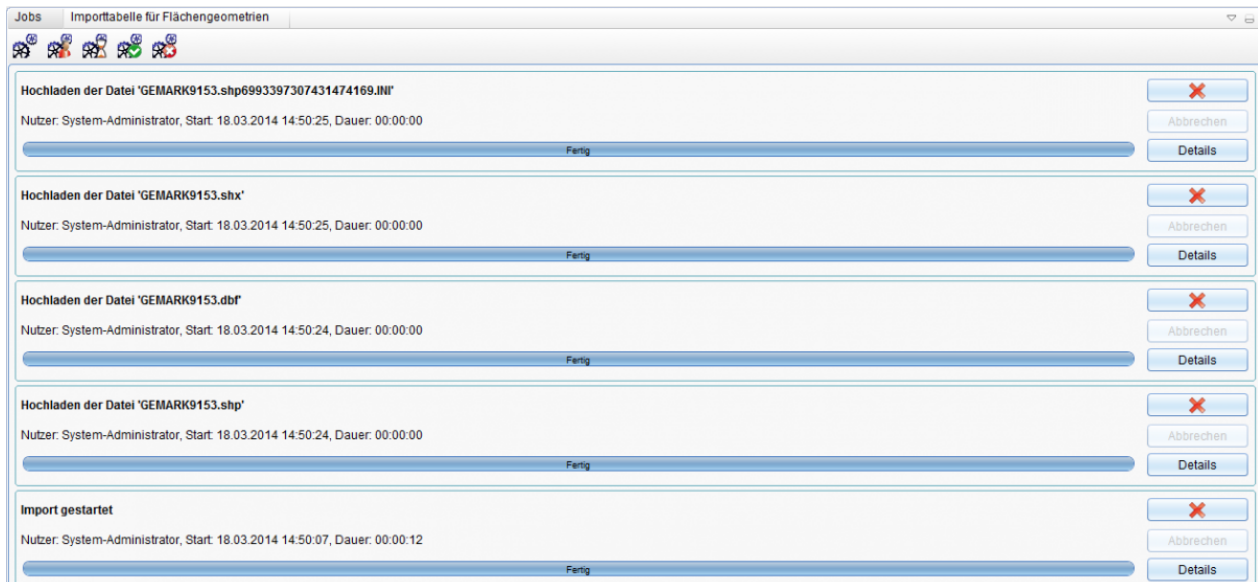 Jobs Importtabelle für Flächengeometrien
Hochladen der Datei 'GEMARK9153.shp6993397307431474169.INI'
Nutzer: System-Administrator, Start: 18.03.2014 14:50:25, Dauer: 00:00:00
Abbrechen
Fertig Details
Hochladen der Datei 'GEMARK9153.shx'
Nutzer: System-Administrator, Start: 18.03.2014 14:50:25, Dauer: 00:00:00
Abbrechen
Fertig Details
Hochladen der Datei 'GEMARK9153.dbf'
Nutzer: System-Administrator, Start: 18.03.2014 14:50:24, Dauer: 00:00:00
Abbrechen
Fertig Details
Hochladen der Datei 'GEMARK9153.shp'
Nutzer: System-Administrator, Start: 18.03.2014 14:50:24, Dauer: 00:00:00
Abbrechen
Fertig Details
Import gestartet
Nutzer: System-Administrator, Start: 18.03.2014 14:50:07, Dauer: 00:00:12
Abbrechen
Fertig Details